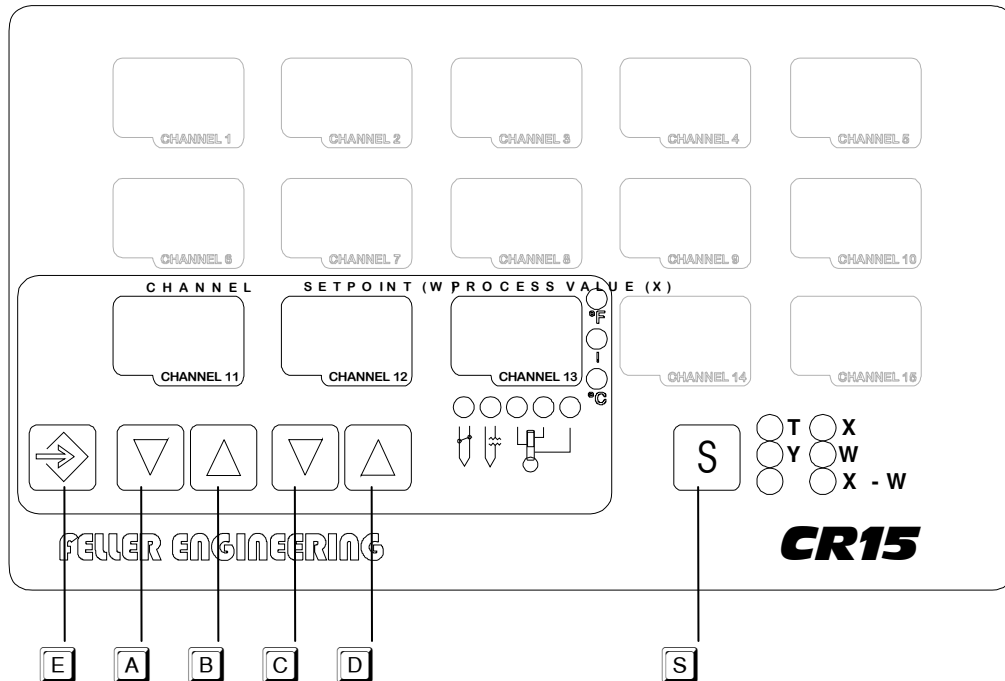 CHANNEL 1 CHANNEL 2 CHANNEL 3 CHANNEL 4 CHANNEL 5
CHANNEL 6 CHANNEL 7 CHANNEL 8 CHANNEL 9 CHANNEL 10
CHANNEL SETPOINT (W) PROCESS VALUE (X)
°F
I
CHANNEL 11 CHANNEL 12 CHANNEL 13 CHANNEL 14 CHANNEL 15
°C
T X
S Y W
X - W
FELLER ENGINEERING CR15
E A B C D S